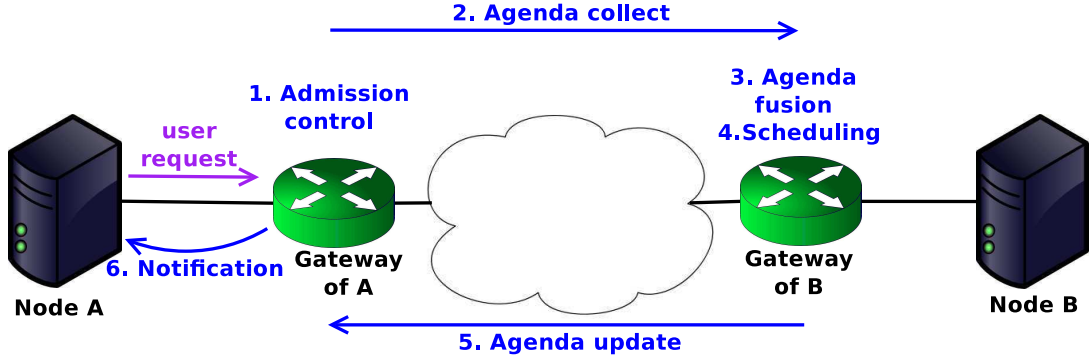 2. Agenda collect
1. Admission
control
3. Agenda
fusion
4.Scheduling
user
request
6. Notification
Gateway
of A
Gateway
of B
Node A
Node B
5. Agenda update